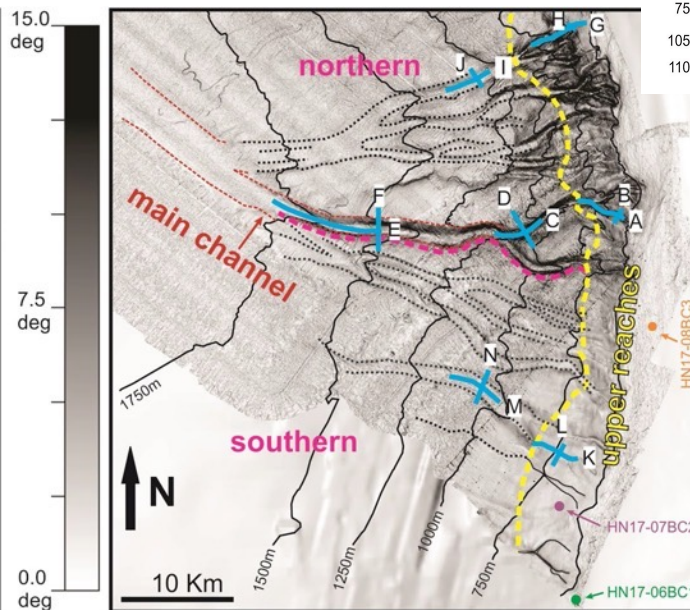 15.0
deg
7.5
deg
0.0
deg
75
105
110
northern
H
G
J
I
F
E
D
C
B
A
main channel
upper reaches
N
M
L
K
southern
1750m
1500m
1250m
1000m
750m
N
10 Km
HN17-08BC3
HN17-07BC2
HN17-06BC